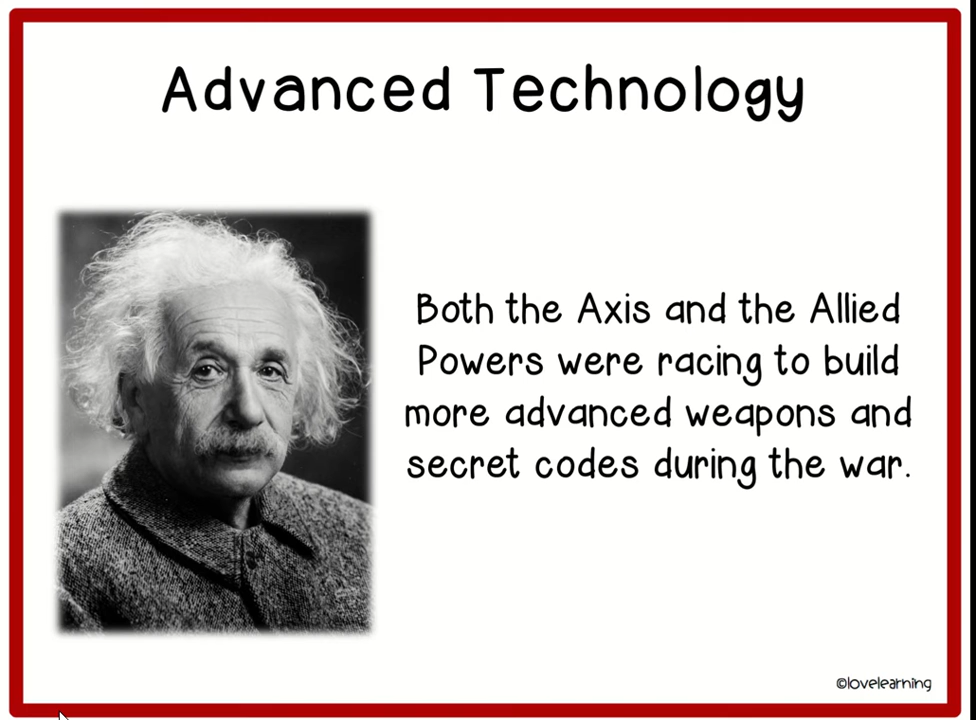 Advanced Technology
Both the Axis and the Allied
Powers were racing to build
more advanced weapons and
secret codes during the war.
©lovelearning